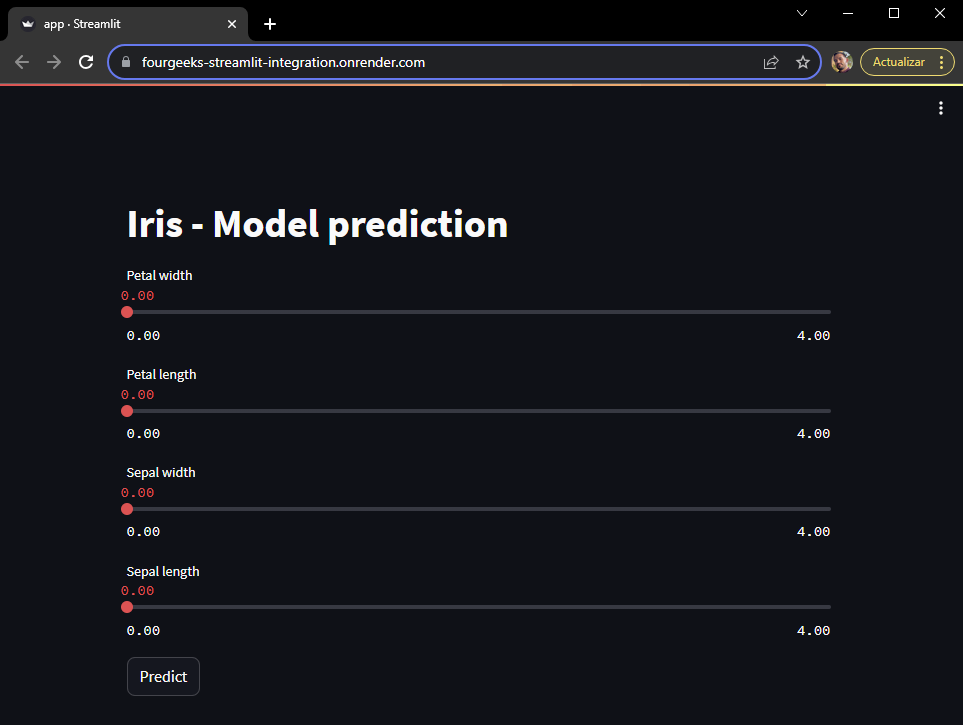 app · Streamlit
fourgeeks-streamlit-integration.onrender.com
Actualizar
Iris - Model prediction
Petal width
0.00
0.00 4.00
Petal length
0.00
0.00 4.00
Sepal width
0.00
0.00 4.00
Sepal length
0.00
0.00 4.00
Predict